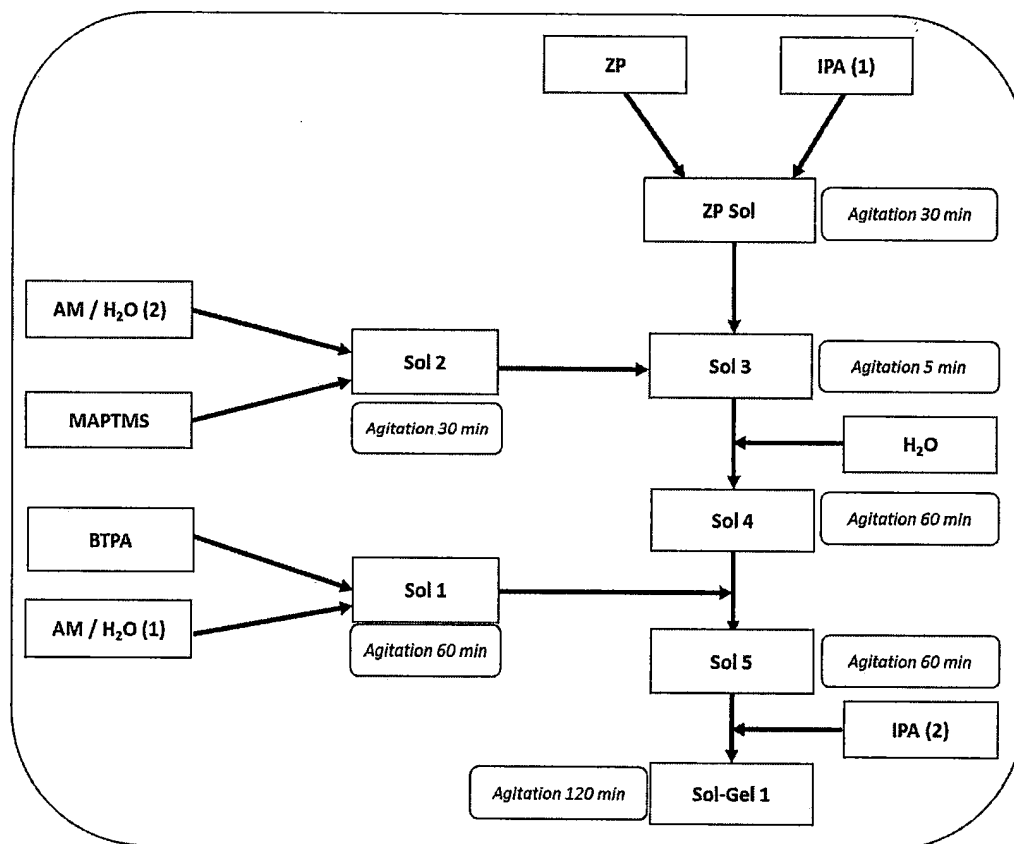 ZP
IPA (1)
ZP Sol
Agitation 30 min
AM / H₂O (2)
Sol 2
Sol 3
Agitation 5 min
MAPTMS
Agitation 30 min
H₂O
Sol 4
Agitation 60 min
BTPA
Sol 1
AM / H₂O (1)
Agitation 60 min
Sol 5
Agitation 60 min
IPA (2)
Agitation 120 min
Sol-Gel 1